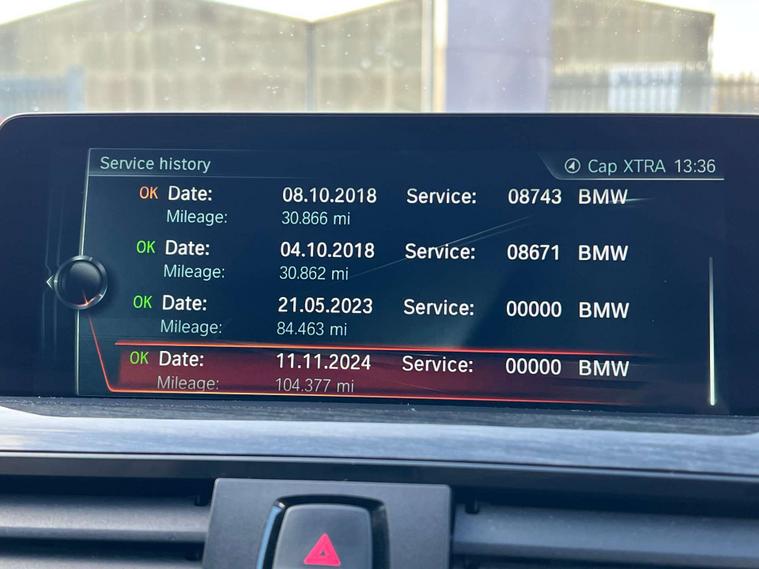 Service history Cap XTRA 13:36
OK Date: 08.10.2018 Service: 08743 BMW
Mileage: 30.866 mi
OK Date: 04.10.2018 Service: 08671 BMW
Mileage: 30.862 mi
OK Date: 21.05.2023 Service: 00000 BMW
Mileage: 84.463 mi
OK Date: 11.11.2024 Service: 00000 BMW
Mileage: 104.377 mi